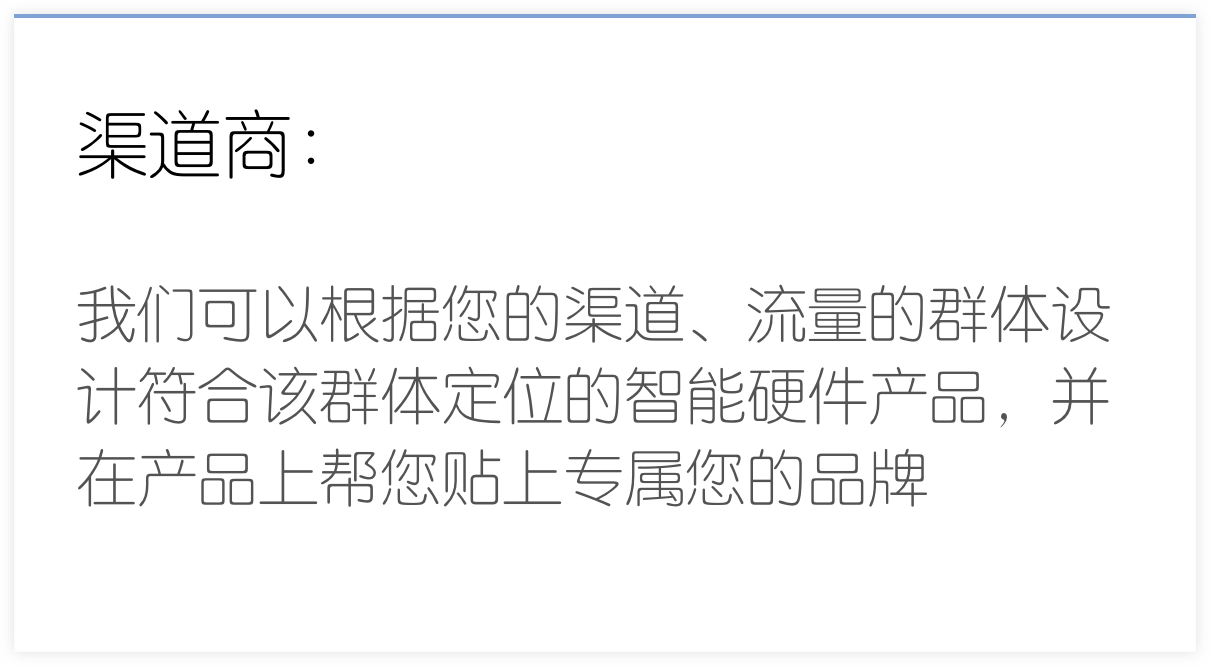 渠道商：
我们可以根据您的渠道、流量的群体设
计符合该群体定位的智能硬件产品，并
在产品上帮您贴上专属您的品牌